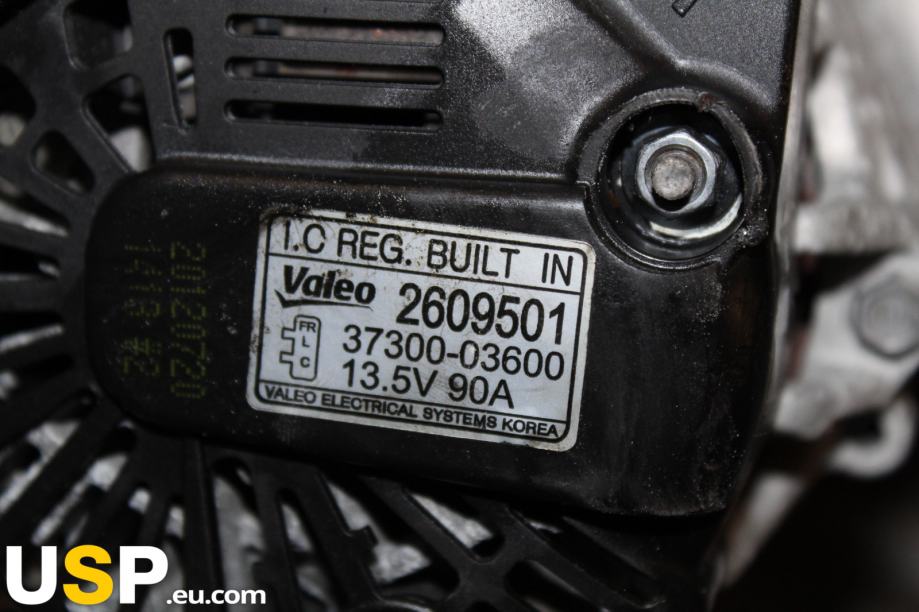 I.C REG. BUILT IN
Valeo 2609501
FR
L
C
37300-03600
13.5V 90A
VALEO ELECTRICAL SYSTEMS KOREA
20120720
1418 #2
USP.eu.com